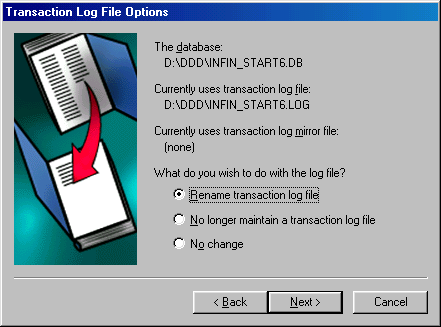 Transaction Log File Options
The database:
D:\DDD\INFIN_START6.DB
Currently uses transaction log file:
D:\DDD\INFIN_START6.LOG
Currently uses transaction log mirror file:
(none)
What do you wish to do with the log file?
Rename transaction log file
No longer maintain a transaction log file
No change
< Back
Next >
Cancel